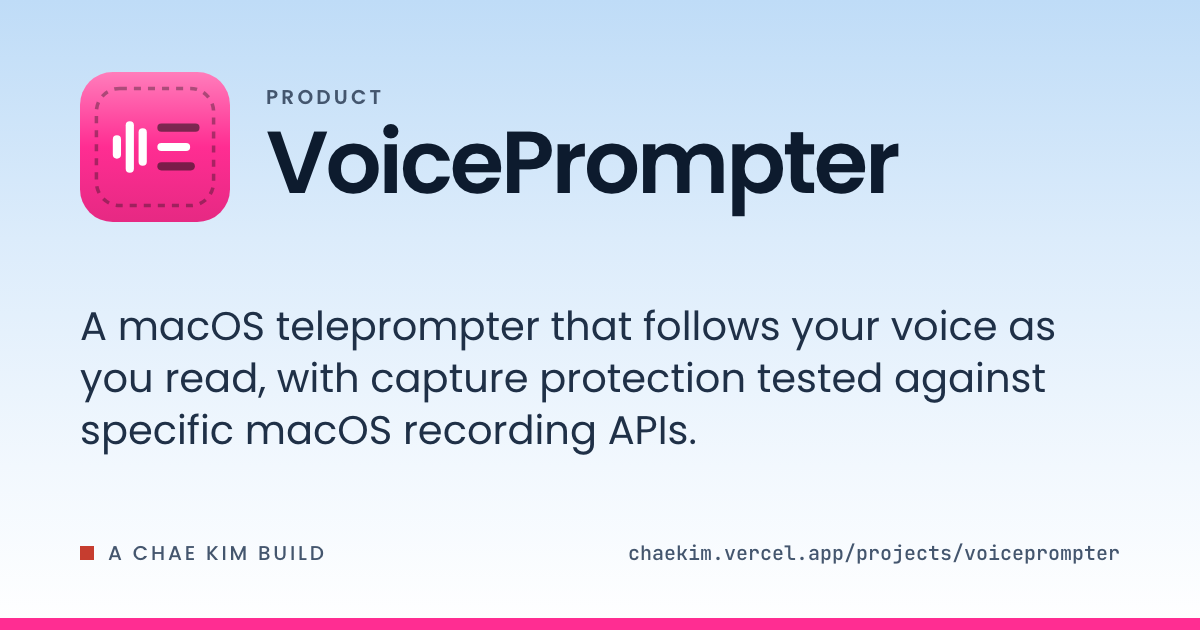 PRODUCT
VoicePrompter
A macOS teleprompter that follows your voice as
you read, with capture protection tested against
specific macOS recording APIs.
A CHAE KIM BUILD
chaekim.vercel.app/projects/voiceprompter